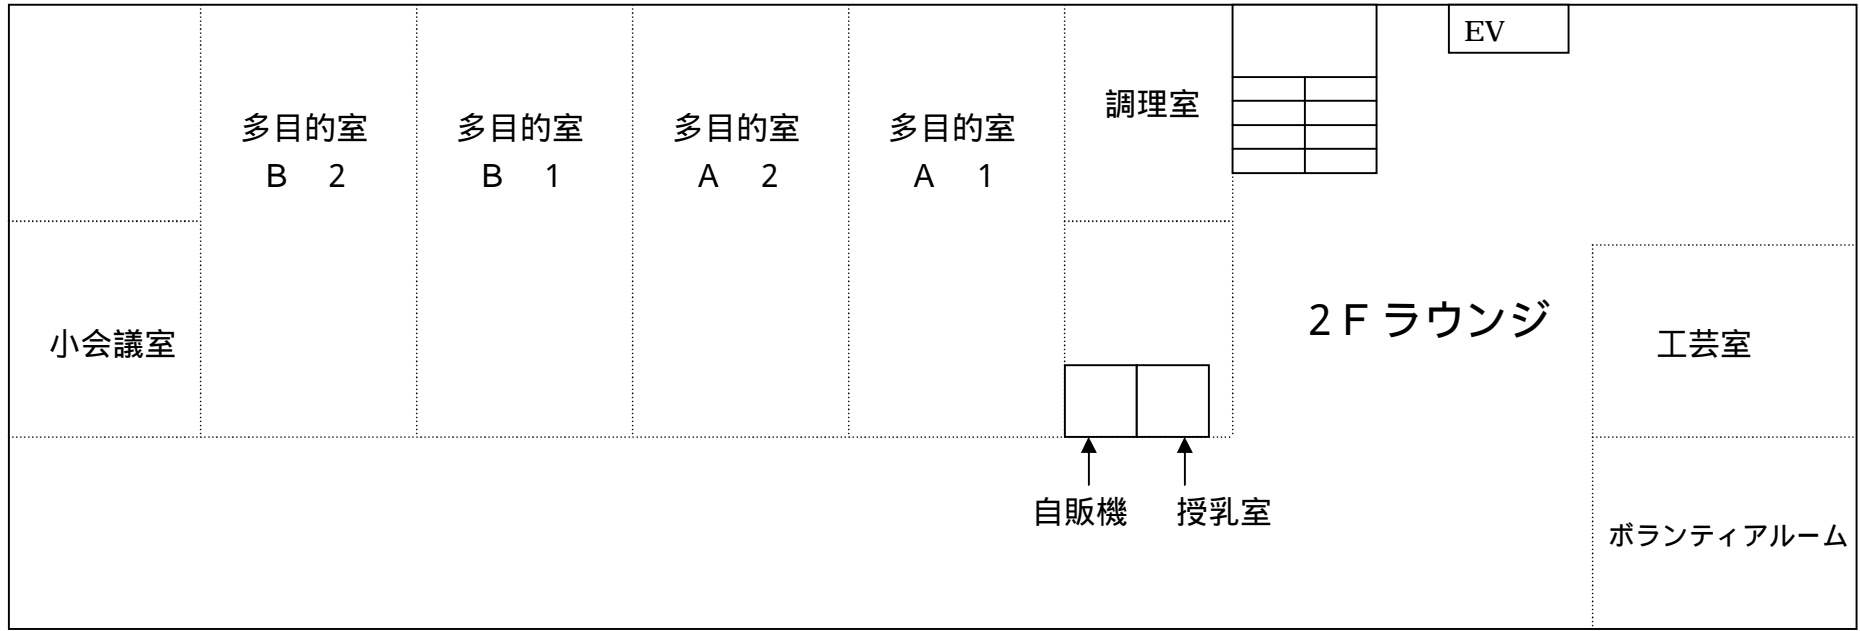 EV
調理室
多目的室
B 2
多目的室
B 1
多目的室
A 2
多目的室
A 1
2F ラウンジ
小会議室
工芸室
自販機
授乳室
ボランティアルーム